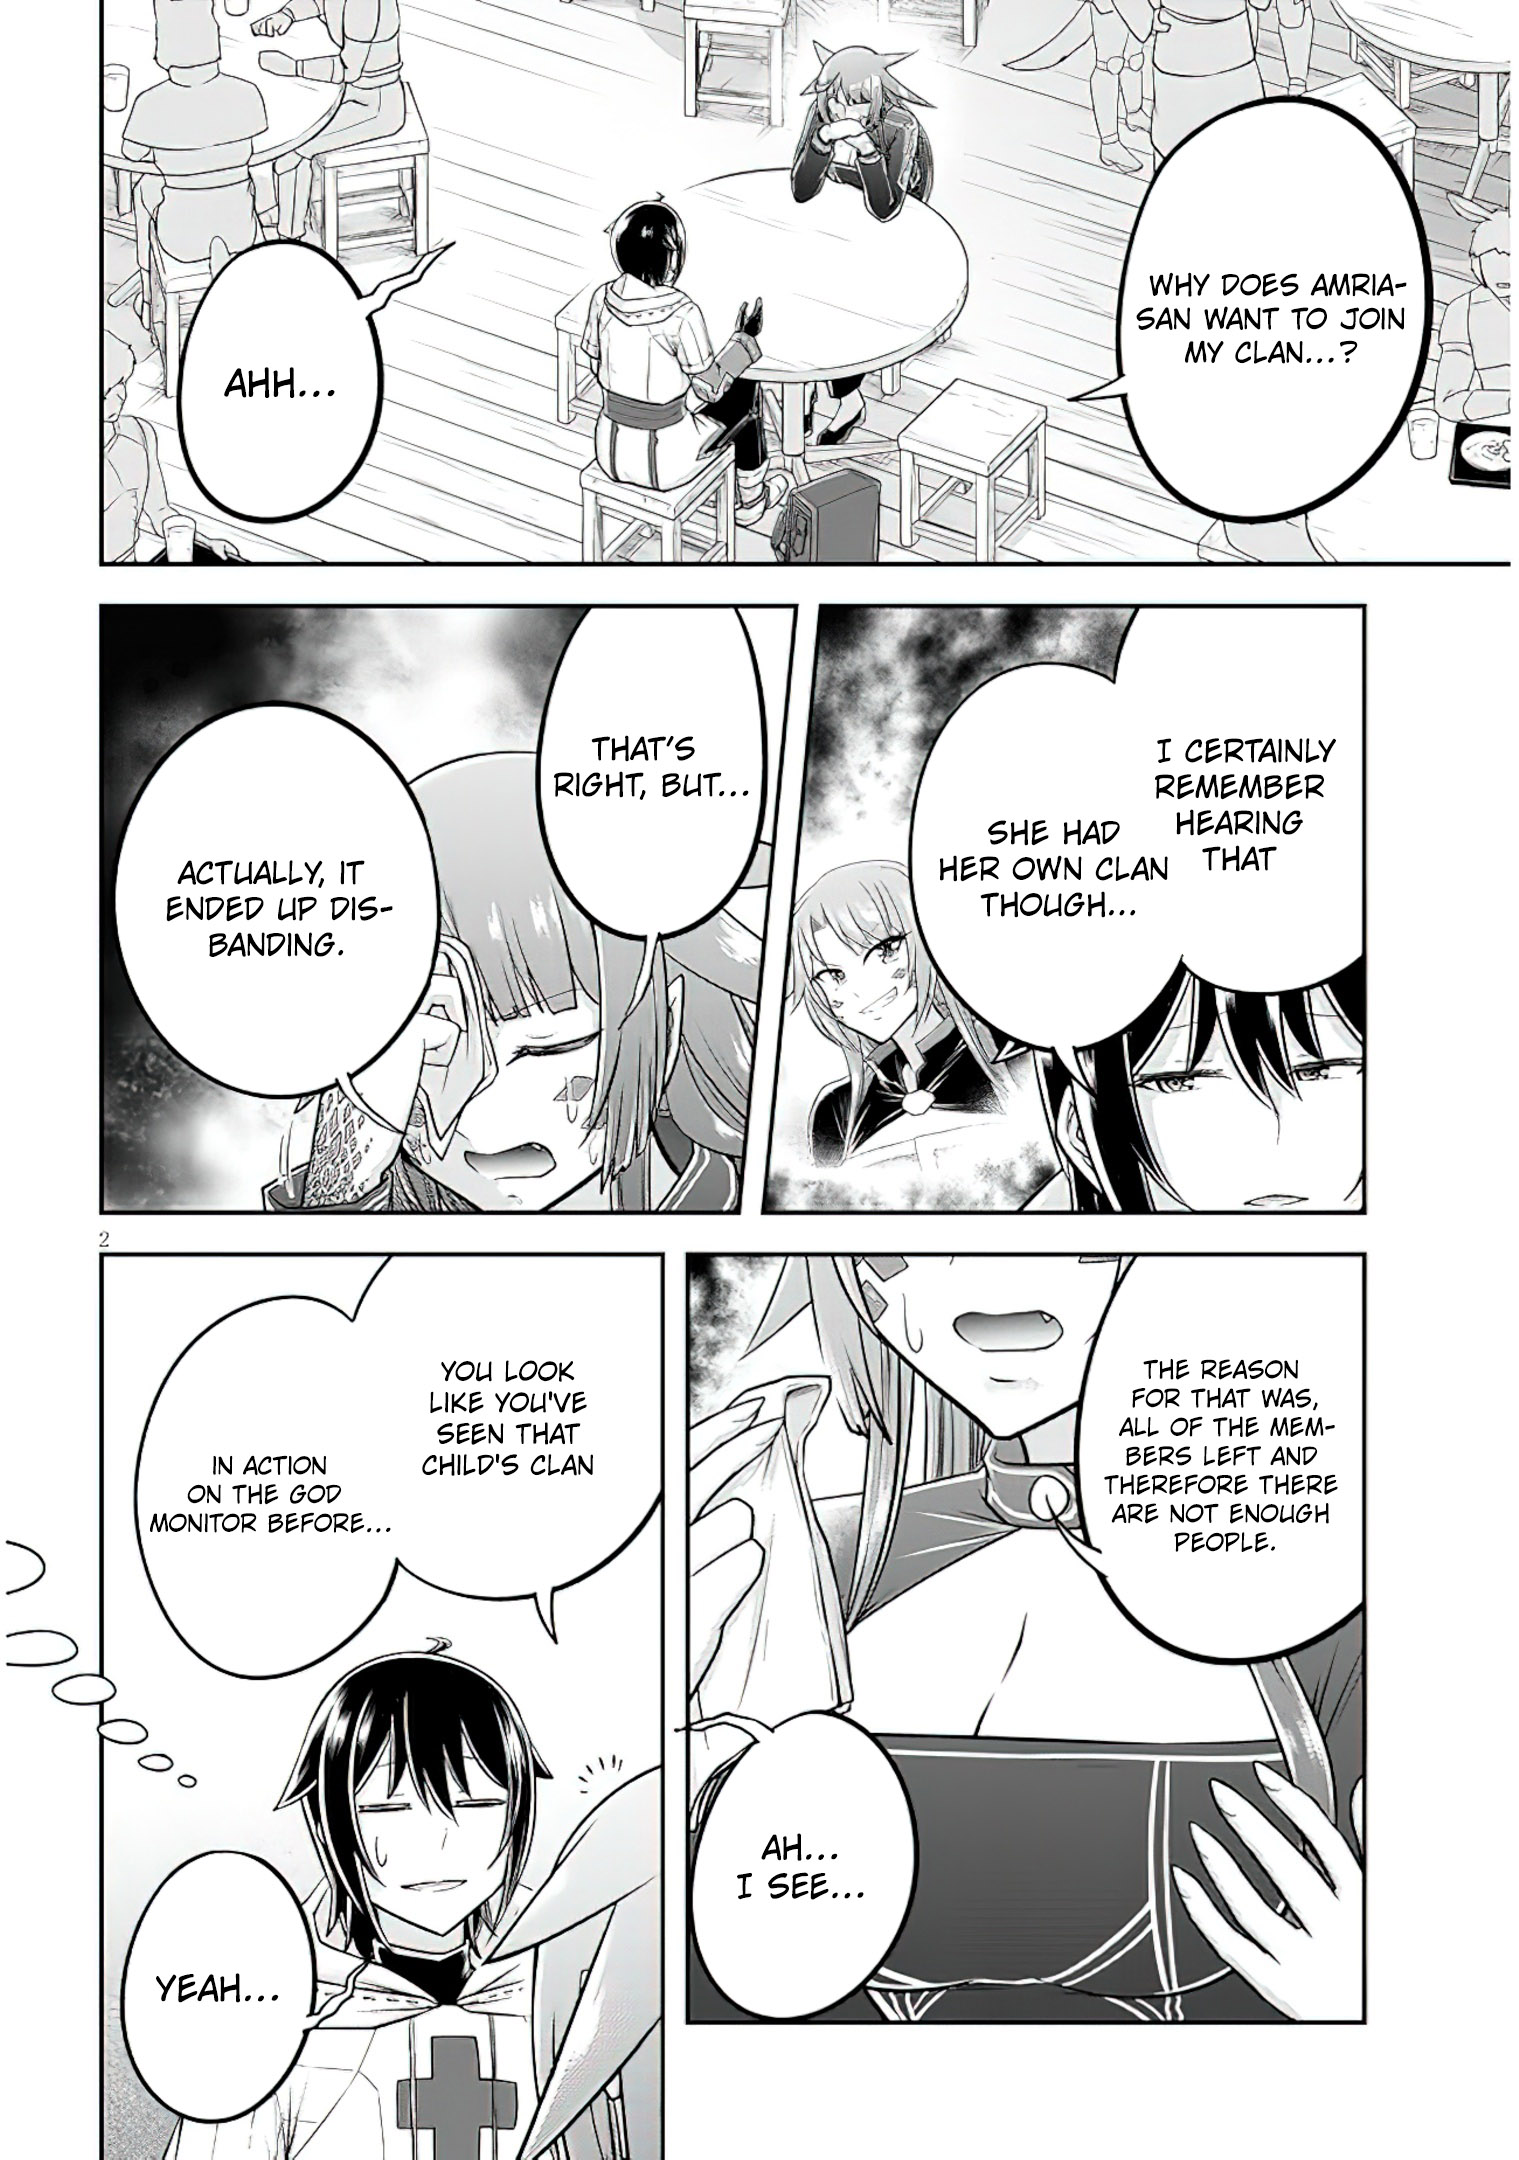 WHY DOES AMRIA-
SAN WANT TO JOIN
MY CLAN...?
AHH...
I CERTAINLY
REMEMBER
HEARING
THAT
SHE HAD
HER OWN CLAN
THOUGH...
THAT'S
RIGHT, BUT...
ACTUALLY, IT
ENDED UP DIS-
BANDING.
2
THE REASON
FOR THAT WAS,
ALL OF THE MEM-
BERS LEFT AND
THEREFORE THERE
ARE NOT ENOUGH
PEOPLE.
AH...
I SEE...
YOU LOOK
LIKE YOU'VE
SEEN THAT
CHILD'S CLAN
IN ACTION
ON THE GOD
MONITOR BEFORE...
YEAH...